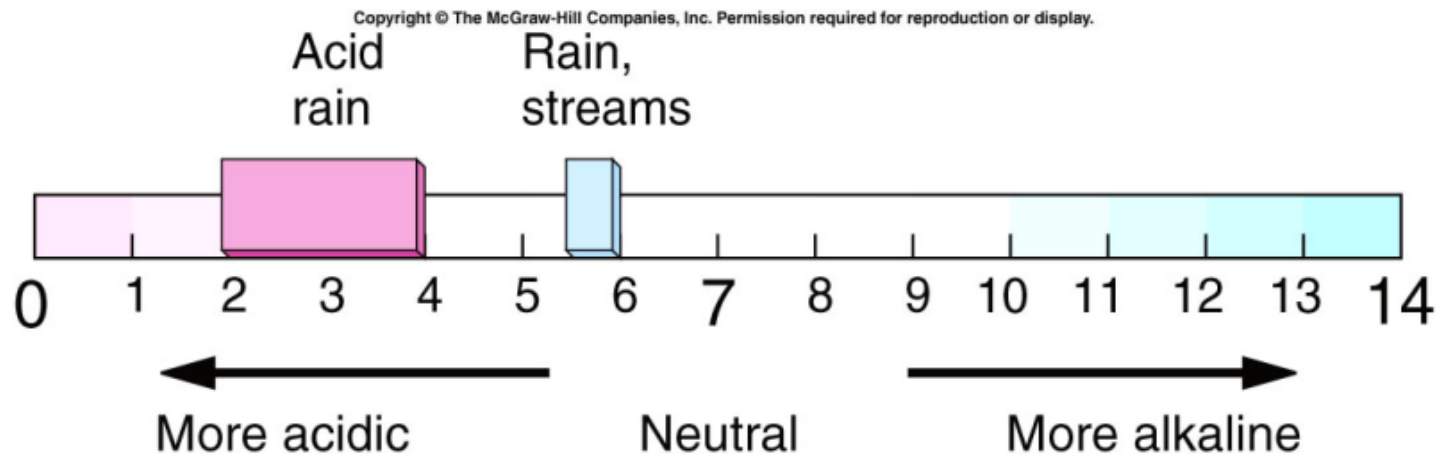 Copyright © The McGraw-Hill Companies, Inc. Permission required for reproduction or display.
Acid
rain
Rain,
streams
0 1 2 3 4 5 6 7 8 9 10 11 12 13 14
More acidic Neutral More alkaline